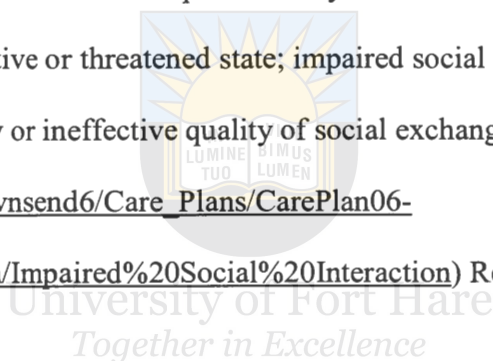 tive or threatened state; impaired social
y or ineffective quality of social exchang
wnsend6/Care_Plans/CarePlan06-
n/Impaired%20Social%20Interaction) Re
LUMINE BIMUS
TUO LUMEN
University of Fort Hare
Together in Excellence